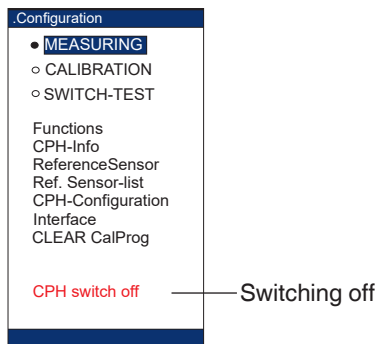 .Configuration
MEASURING
CALIBRATION
SWITCH-TEST
Functions
CPH-Info
ReferenceSensor
Ref. Sensor-list
CPH-Configuration
Interface
CLEAR CalProg
CPH switch off
Switching off